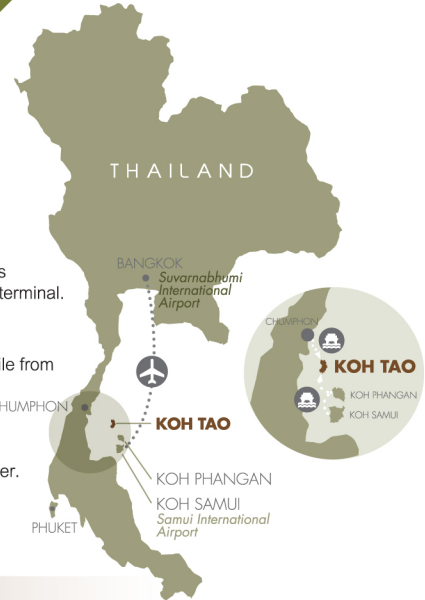 THAILAND
BANGKOK
Suvarnabhumi
International
Airport
s
terminal.
ile from
HUMPHON
KOH TAO
er.
KOH PHANGAN
KOH SAMUI
Samui International
Airport
PHUKET
CHUMPHON
KOH TAO
KOH PHANGAN
KOH SAMUI